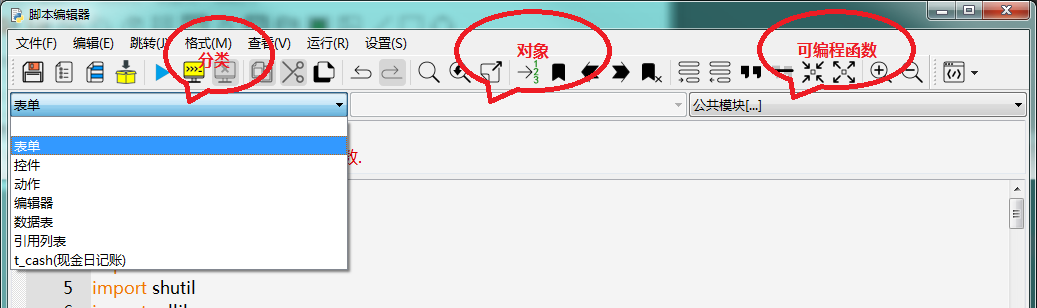 脚本编辑器
文件(F) 编辑(E) 跳转(J) 格式(M) 查看(V) 运行(R) 设置(S)
分类
对象
可编程函数
表单
公共模块[...]
表单
控件
动作
编辑器
数据表
引用列表
t_cash(现金日记账)
数.
5 import shutil